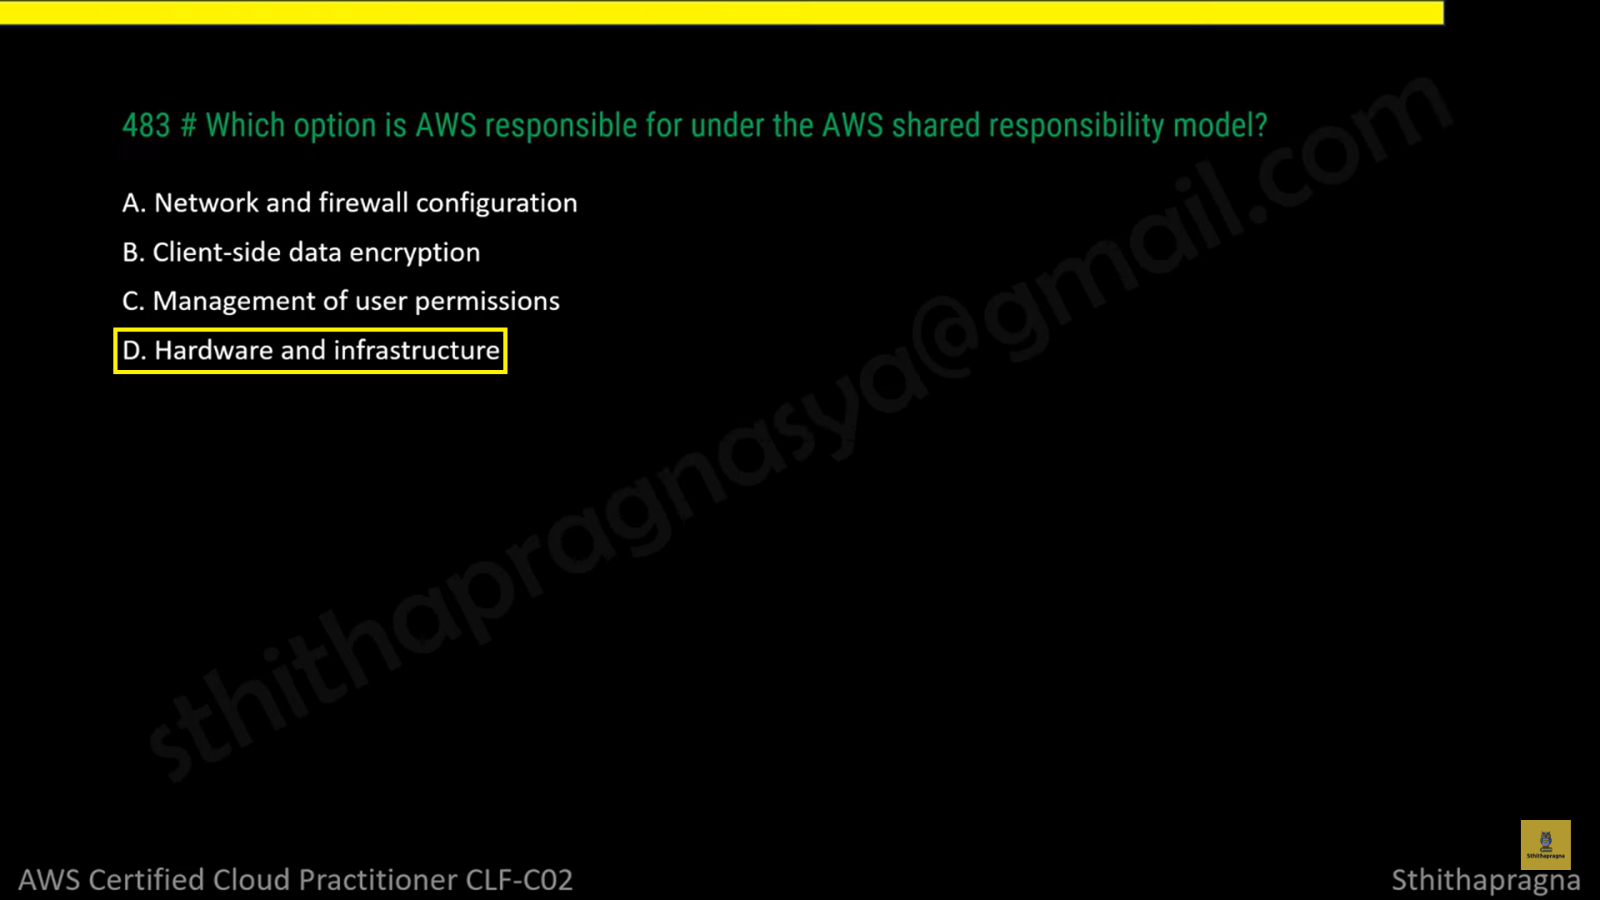 483 # Which option is AWS responsible for under the AWS shared responsibility model?
A. Network and firewall configuration
B. Client-side data encryption
C. Management of user permissions
D. Hardware and infrastructure
sthithapragnasya@gmail.com
Sthithapragna
AWS Certified Cloud Practitioner CLF-C02
Sthithapragna